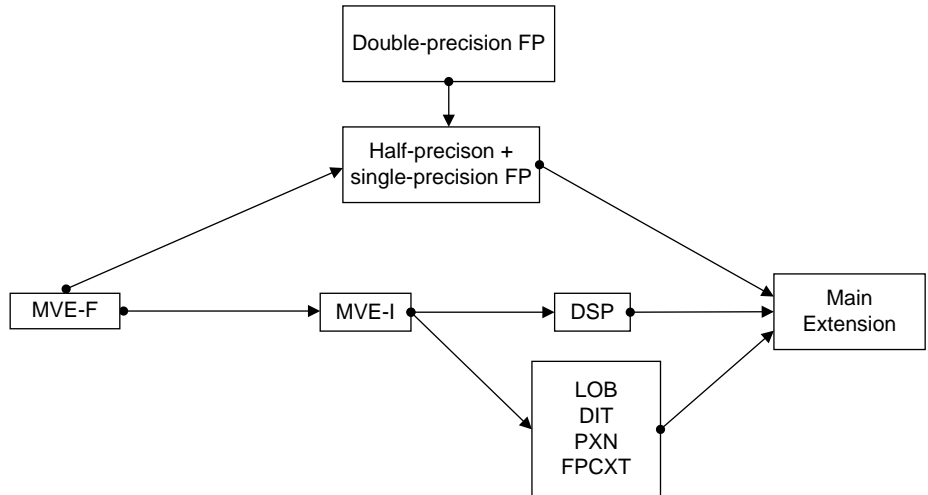 Double-precision FP
Half-precison +
single-precision FP
MVE-F
MVE-I
DSP
Main
Extension
LOB
DIT
PXN
FPCXT